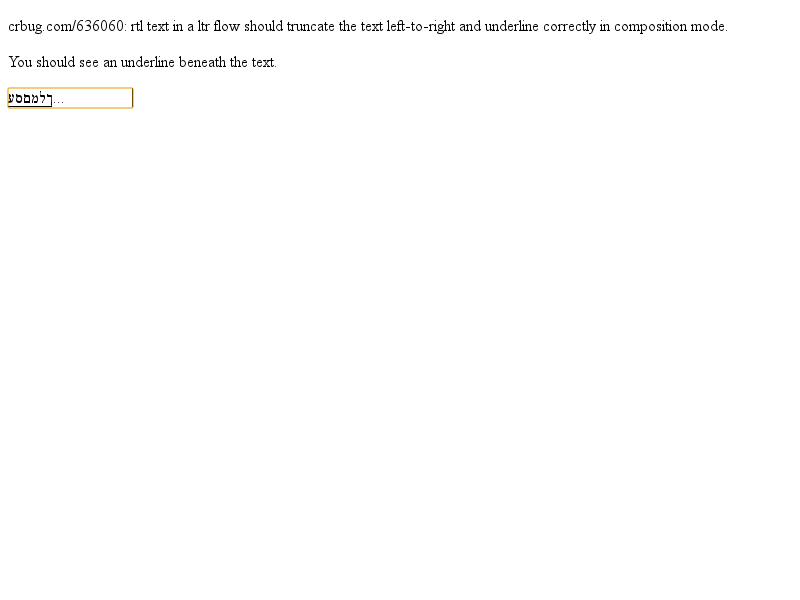 crbug.com/636060: rtl text in a ltr flow should truncate the text left-to-right and underline correctly in composition mode.
You should see an underline beneath the text.
ךלמםסע...